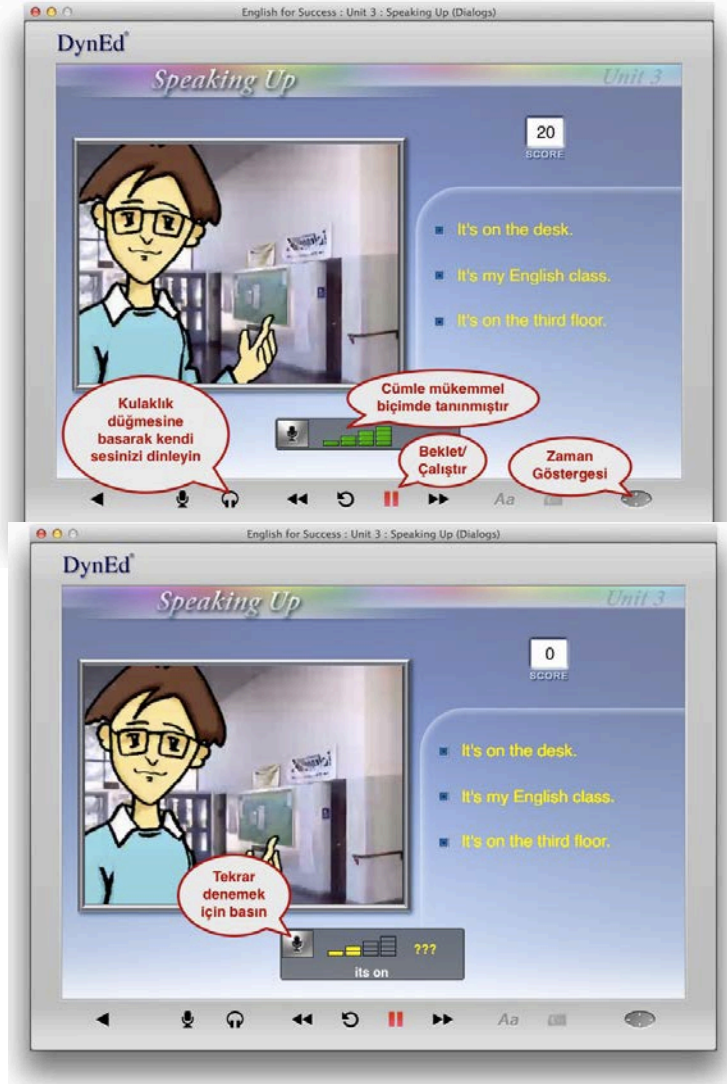 English for Success : Unit 3 : Speaking Up (Dialogs)
DynEd®
Speaking Up
Unit 3
20
SCORE
It's on the desk.
It's my English class.
It's on the third floor.
Cümle mükemmel
biçimde tanınmıştır
Kulaklık
düğmesine
basarak kendi
sesinizi dinleyin
Beklet/
Çalıştır
Zaman
Göstergesi
Aa
English for Success : Unit 3 : Speaking Up (Dialogs)
DynEd®
Speaking Up
Unit 3
0
SCORE
It's on the desk.
It's my English class.
It's on the third floor.
Tekrar
denemek
için basın
???
its on
Aa